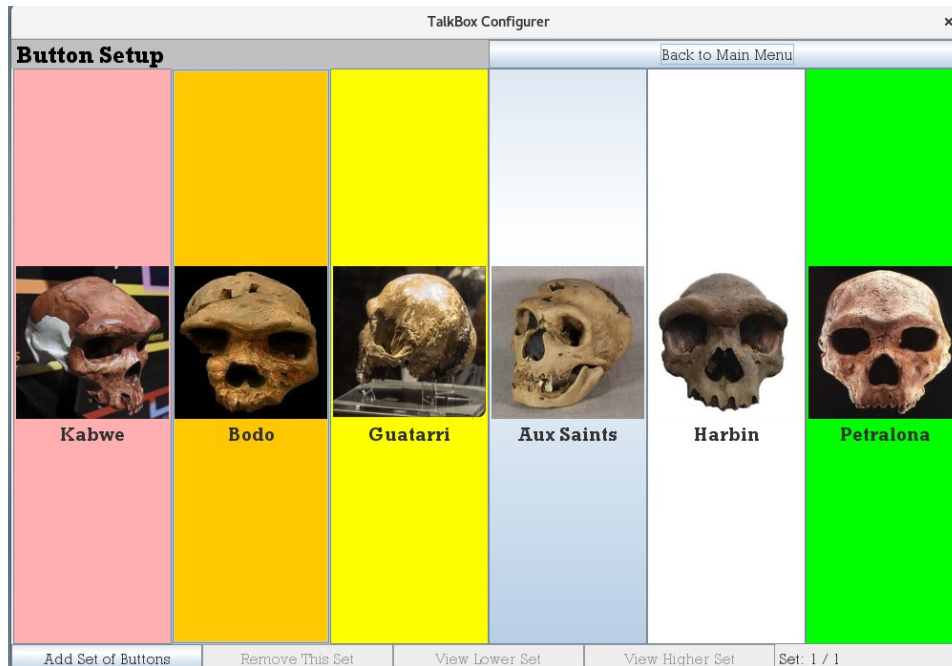 TalkBox Configurer ×
Button Setup
Back to Main Menu
Kabwe
Bodo
Guatarri
Aux Saints
Harbin
Petralona
Add Set of Buttons
Remove This Set
View Lower Set
View Higher Set
Set: 1 / 1